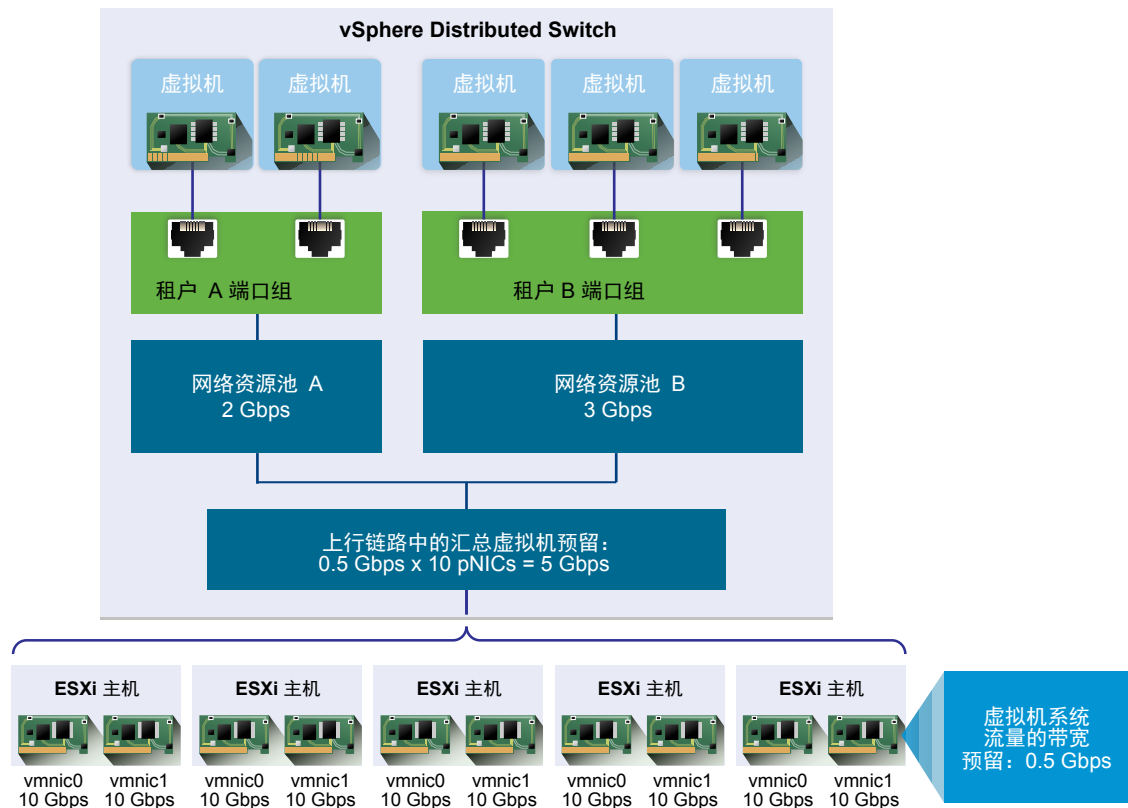 vSphere Distributed Switch
虚拟机
虚拟机
虚拟机
虚拟机
虚拟机
租户 A 端口组
租户 B 端口组
网络资源池 A
2 Gbps
网络资源池 B
3 Gbps
上行链路中的汇总虚拟机预留：
0.5 Gbps x 10 pNICs = 5 Gbps
ESXi 主机
ESXi 主机
ESXi 主机
ESXi 主机
ESXi 主机
vmnic0
10 Gbps
vmnic1
10 Gbps
vmnic0
10 Gbps
vmnic1
10 Gbps
vmnic0
10 Gbps
vmnic1
10 Gbps
vmnic0
10 Gbps
vmnic1
10 Gbps
vmnic0
10 Gbps
vmnic1
10 Gbps
虚拟机系统
流量的带宽
预留：0.5 Gbps